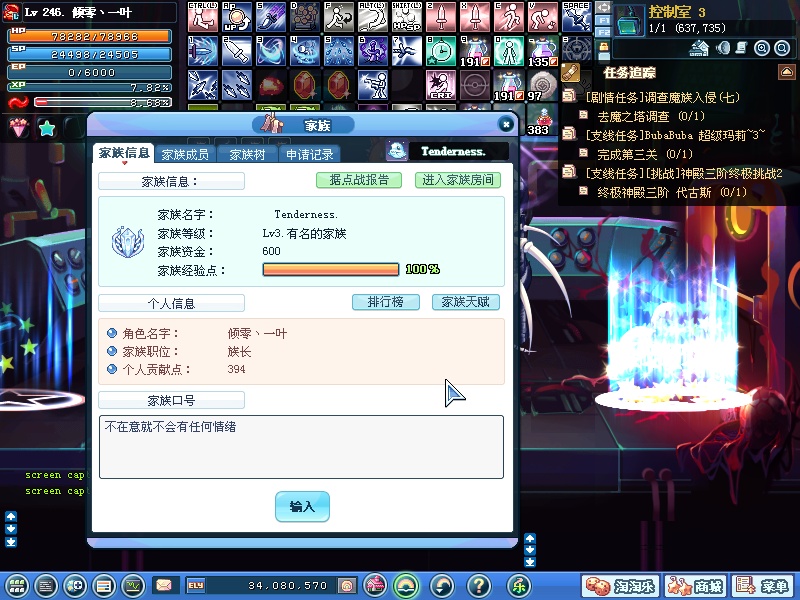 Lv 246. 倾零丶一叶
HP 78282/78966
SP 24498/24505
EP 0/6000
XP 7.82%
8.68%
CTRL(L)
ALT(L)
SHIFT(L)
SPACE
191
135
191
97
383
F1
F2
控制室 3
1/1 (637,735)
任务追踪
[剧情任务]调查魔族入侵(七)
去魔之塔调查 (0/1)
[支线任务]BubaBuba 超级玛莉~3~
完成第三关 (0/1)
[支线任务][挑战]神殿三阶终极挑战2
终极神殿三阶 代古斯 (0/1)
家族
家族信息
家族成员
家族树
申请记录
Tenderness.
家族信息：
据点战报告
进入家族房间
家族名字： Tenderness.
家族等级： Lv3.有名的家族
家族资金： 600
家族经验点： 100%
个人信息
排行榜
家族天赋
角色名字： 倾零丶一叶
家族职位： 族长
个人贡献点： 394
家族口号
不在意就不会有任何情绪
输入
screen cap
screen cap
ELY 34,080,570
乐
淘淘乐
商城
菜单